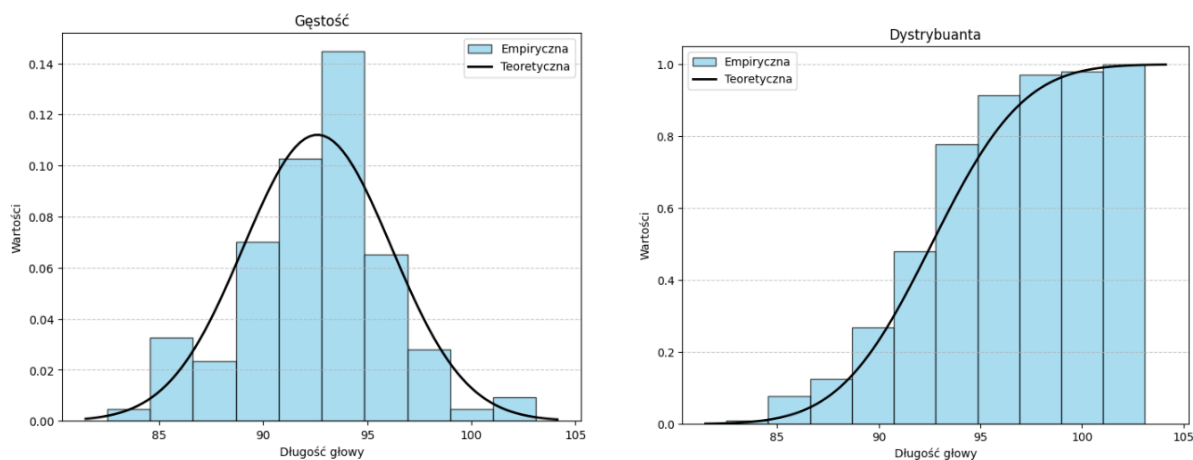 Gęstość
Empiryczna
Teoretyczna
Wartości
0.14
0.12
0.10
0.08
0.06
0.04
0.02
0.00
85
90
95
100
105
Długość głowy
Dystrybuanta
Empiryczna
Teoretyczna
Wartości
1.0
0.8
0.6
0.4
0.2
0.0
85
90
95
100
105
Długość głowy